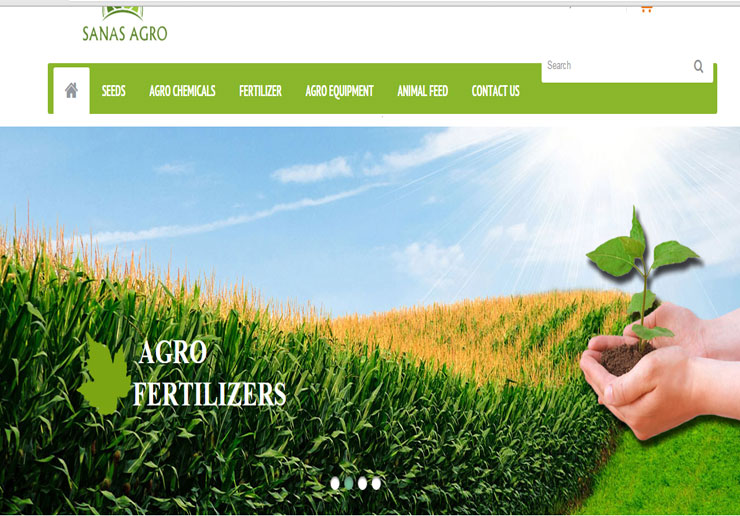 SANAS AGRO
Search
SEEDS AGRO CHEMICALS FERTILIZER AGRO EQUIPMENT ANIMAL FEED CONTACT US
AGRO
FERTILIZERS